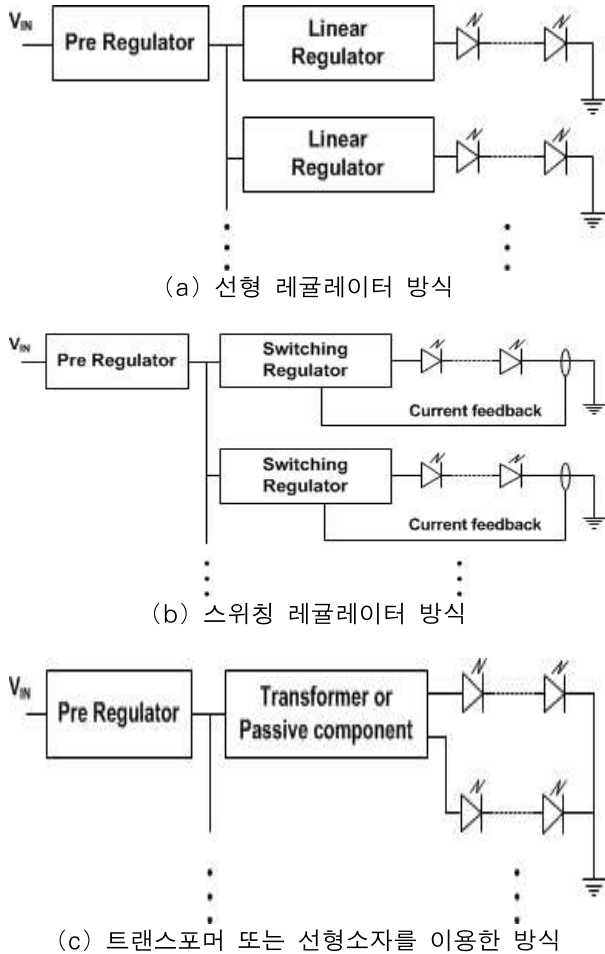 V_IN
Pre Regulator
Linear
Regulator
Linear
Regulator
(a) 선형 레귤레이터 방식
V_IN
Pre Regulator
Switching
Regulator
Current feedback
Switching
Regulator
Current feedback
(b) 스위칭 레귤레이터 방식
V_IN
Pre Regulator
Transformer or
Passive component
(c) 트랜스포머 또는 선형소자를 이용한 방식